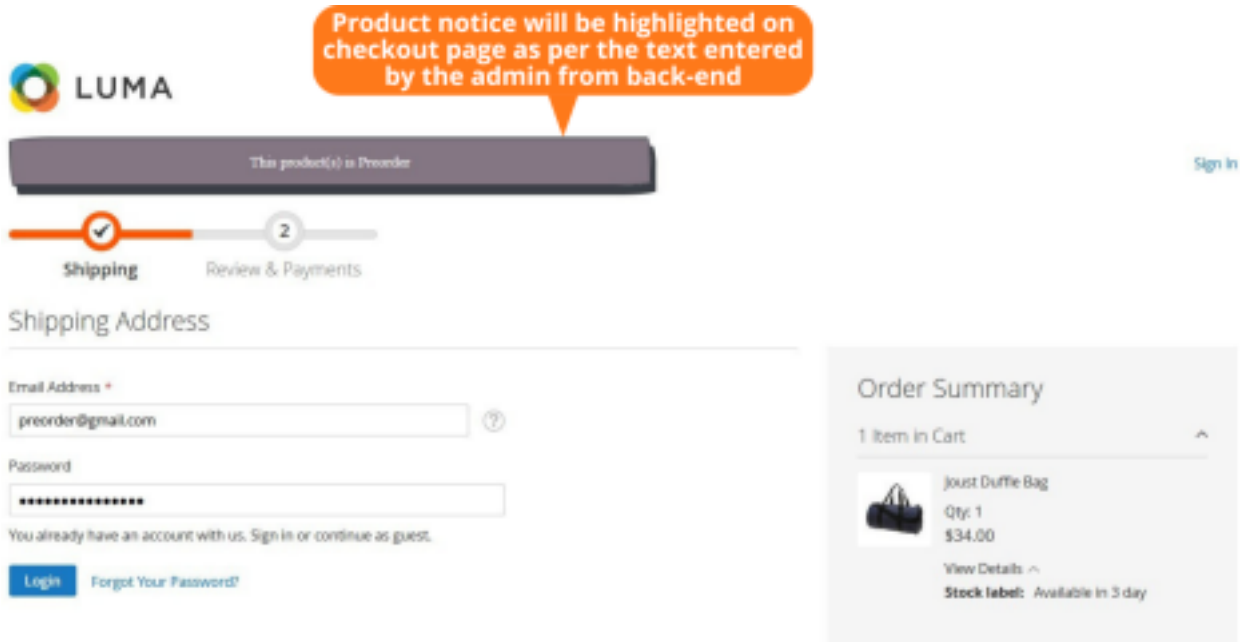 Product notice will be highlighted on
checkout page as per the text entered
by the admin from back-end
LUMA
This product(s) is Preorder
Sign In
2
Shipping
Review & Payments
Shipping Address
Email Address *
preorder@gmail.com
?
Password
•••••••••••••••
You already have an account with us. Sign in or continue as guest.
Login
Forgot Your Password?
Order Summary
1 Item in Cart
Joust Duffle Bag
Qty: 1
$34.00
View Details
Stock label: Available in 3 day